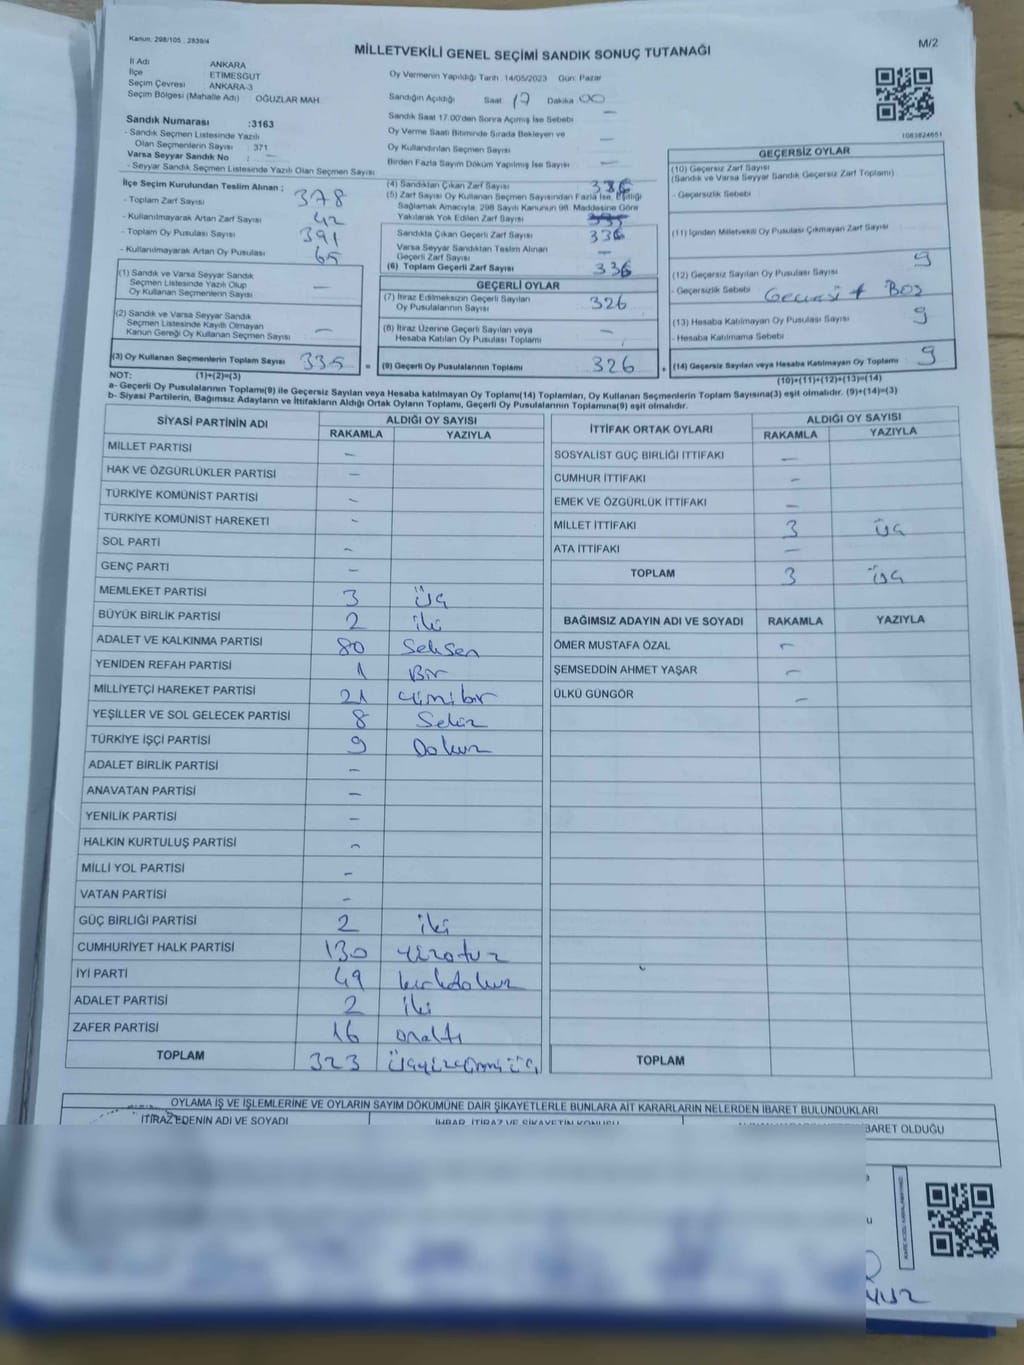 Kanun. 298/105 , 2839/4
MİLLETVEKİLİ GENEL SEÇİMİ SANDIK SONUÇ TUTANAĞI
M/2
İl Adı ANKARA
İlçe ETİMESGUT
Seçim Çevresi ANKARA-3
Seçim Bölgesi (Mahalle Adı) OĞUZLAR MAH
Sandık Numarası :3163
- Sandık Seçmen Listesinde Yazılı
Olan Seçmenlerin Sayısı : 371
Varsa Seyyar Sandık No : —
- Seyyar Sandık Seçmen Listesinde Yazılı Olan Seçmen Sayısı
Oy Vermenin Yapıldığı Tarih : 14/05/2023 Gün: Pazar
Sandığın Açıldığı Saat 17 Dakika 00
Sandık Saat 17.00'den Sonra Açımış İse Sebebi —
Oy Verme Saati Bitiminde Sırada Bekleyen ve
Oy Kullandırılan Seçmen Sayısı —
Birden Fazla Sayım Döküm Yapılmış İse Sayısı —
1083824651
İlçe Seçim Kurulundan Teslim Alınan ;
- Toplam Zarf Sayısı 378
- Kullanılmayarak Artan Zarf Sayısı 42
- Toplam Oy Pusulası Sayısı 391
- Kullanılmayarak Artan Oy Pusulası 65
(1) Sandık ve Varsa Seyyar Sandık
Seçmen Listesinde Yazılı Olup
Oy Kullanan Seçmenlerin Sayısı —
(2) Sandık ve Varsa Seyyar Sandık
Seçmen Listesinde Kayıtlı Olmayan
Kanun Gereği Oy Kullanan Seçmen Sayısı —
(3) Oy Kullanan Seçmenlerin Toplam Sayısı 335 =
(4) Sandıktan Çıkan Zarf Sayısı 336
(5) Zarf Sayısı Oy Kullanan Seçmen Sayısından Fazla İse, Eşitliği
Sağlamak Amacıyla, 298 Sayılı Kanunun 98. Maddesine Göre
Yakılarak Yok Edilen Zarf Sayısı
Sandıkta Çıkan Geçerli Zarf Sayısı 336
Varsa Seyyar Sandıktan Teslim Alınan
Geçerli Zarf Sayısı —
(6) Toplam Geçerli Zarf Sayısı 336
GEÇERLİ OYLAR
(7) İtiraz Edilmeksizin Geçerli Sayılan
Oy Pusulalarının Sayısı 326
(8) İtiraz Üzerine Geçerli Sayılan veya
Hesaba Katılan Oy Pusulası Toplamı —
(9) Geçerli Oy Pusulalarının Toplamı 326 +
GEÇERSİZ OYLAR
(10) Geçersiz Zarf Sayısı
(Sandık ve Varsa Seyyar Sandık Geçersiz Zarf Toplamı)
- Geçersizlik Sebebi
(11) İçinden Milletvekili Oy Pusulası Çıkmayan Zarf Sayısı
(12) Geçersiz Sayılan Oy Pusulası Sayısı 9
- Geçersizlik Sebebi
(13) Hesaba Katılmayan Oy Pusulası Sayısı 9
- Hesaba Katılmama Sebebi
(14) Geçersiz Sayılan veya Hesaba Katılmayan Oy Toplamı 9
NOT: (1)+(2)=(3) (10)+(11)+(12)+(13)=(14)
a- Geçerli Oy Pusulalarının Toplamı(9) ile Geçersiz Sayılan veya Hesaba katılmayan Oy Toplamı(14) Toplamları, Oy Kullanan Seçmenlerin Toplam Sayısına(3) eşit olmalıdır. (9)+(14)=(3)
b- Siyasi Partilerin, Bağımsız Adayların ve İttifakların Aldığı Ortak Oyların Toplamı, Geçerli Oy Pusulalarının Toplamına(9) eşit olmalıdır.
SİYASİ PARTİNİN ADI ALDIĞI OY SAYISI
RAKAMLA YAZIYLA
MİLLET PARTİSİ —
HAK VE ÖZGÜRLÜKLER PARTİSİ —
TÜRKİYE KOMÜNİST PARTİSİ —
TÜRKİYE KOMÜNİST HAREKETİ -
SOL PARTİ —
GENÇ PARTİ —
MEMLEKET PARTİSİ 3 üç
BÜYÜK BİRLİK PARTİSİ 2 iki
ADALET VE KALKINMA PARTİSİ 80 Seksen
YENİDEN REFAH PARTİSİ 1 Bir
MİLLİYETÇİ HAREKET PARTİSİ 21 yirmibir
YEŞİLLER VE SOL GELECEK PARTİSİ 8 Sekiz
TÜRKİYE İŞÇİ PARTİSİ 9 Dokuz
ADALET BİRLİK PARTİSİ —
ANAVATAN PARTİSİ —
YENİLİK PARTİSİ —
HALKIN KURTULUŞ PARTİSİ —
MİLLİ YOL PARTİSİ —
VATAN PARTİSİ —
GÜÇ BİRLİĞİ PARTİSİ 2 iki
CUMHURİYET HALK PARTİSİ 130 yüzotuz
İYİ PARTİ 49 kırkdokuz
ADALET PARTİSİ 2 iki
ZAFER PARTİSİ 16 onaltı
TOPLAM 323 üçyüzyirmiüç
İTTİFAK ORTAK OYLARI ALDIĞI OY SAYISI
RAKAMLA YAZIYLA
SOSYALİST GÜÇ BİRLİĞİ İTTİFAKI —
CUMHUR İTTİFAKI —
EMEK VE ÖZGÜRLÜK İTTİFAKI —
MİLLET İTTİFAKI 3 üç
ATA İTTİFAKI —
TOPLAM 3 üç
BAĞIMSIZ ADAYIN ADI VE SOYADI RAKAMLA YAZIYLA
ÖMER MUSTAFA ÖZAL —
ŞEMSEDDİN AHMET YAŞAR —
ÜLKÜ GÜNGÖR —
TOPLAM
OYLAMA İŞ VE İŞLEMLERİNE VE OYLARIN SAYIM DÖKÜMÜNE DAİR ŞİKAYETLERLE BUNLARA AİT KARARLARIN NELERDEN İBARET BULUNDUKLARI
İTİRAZ EDENİN ADI VE SOYADI
İHBAR, İTİRAZ VE ŞİKAYETİN KONUSU
BARET OLDUĞU